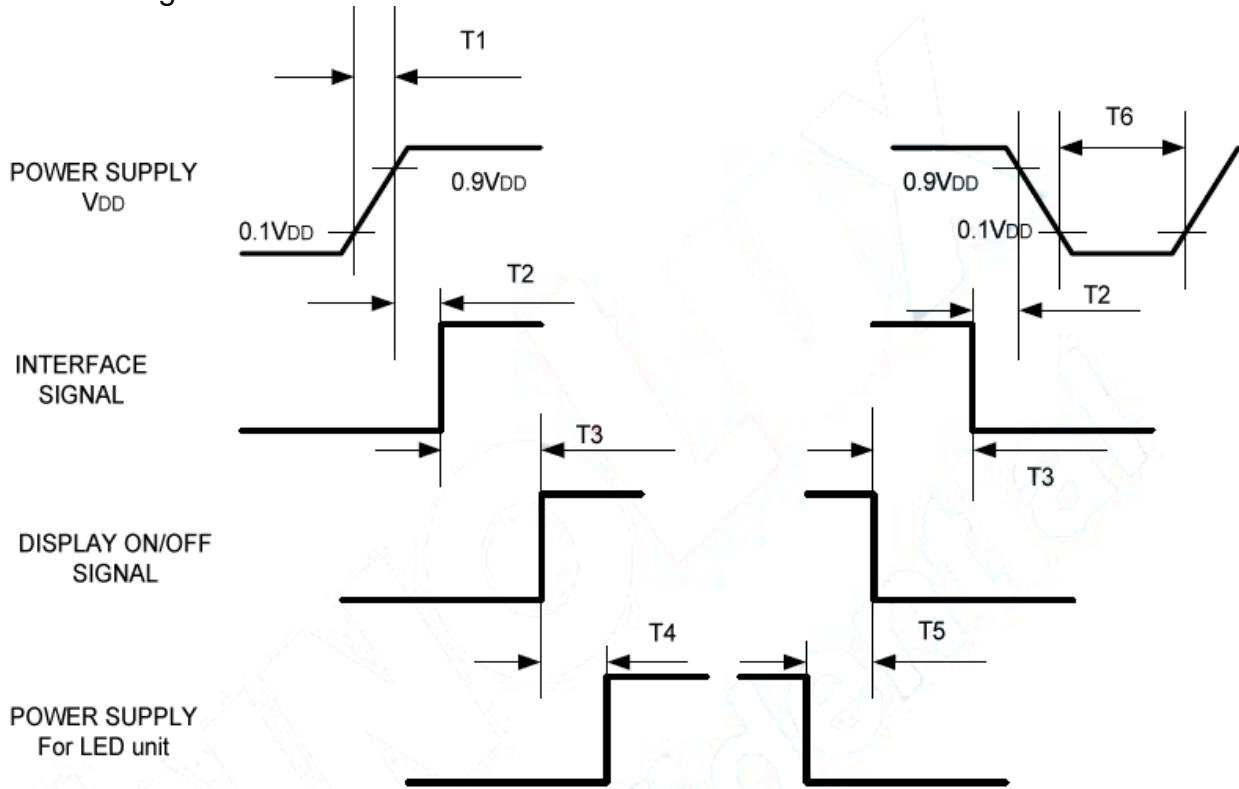 T1
T6
POWER SUPPLY
VDD
0.9VDD
0.9VDD
0.1VDD
0.1VDD
T2
T2
INTERFACE
SIGNAL
T3
T3
DISPLAY ON/OFF
SIGNAL
T4
T5
POWER SUPPLY
For LED unit